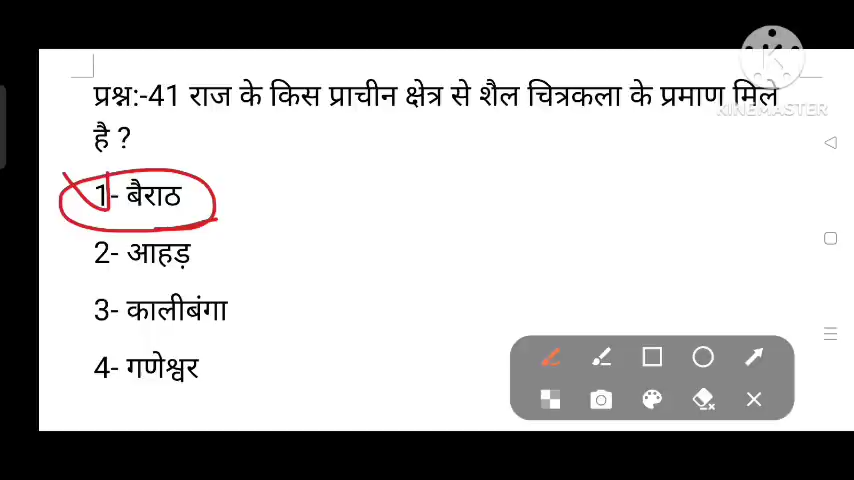 K
KINEMASTER
प्रश्न:-41 राज के किस प्राचीन क्षेत्र से शैल चित्रकला के प्रमाण मिले
है ?
1- बैराठ
2- आहड़
3- कालीबंगा
4- गणेश्वर